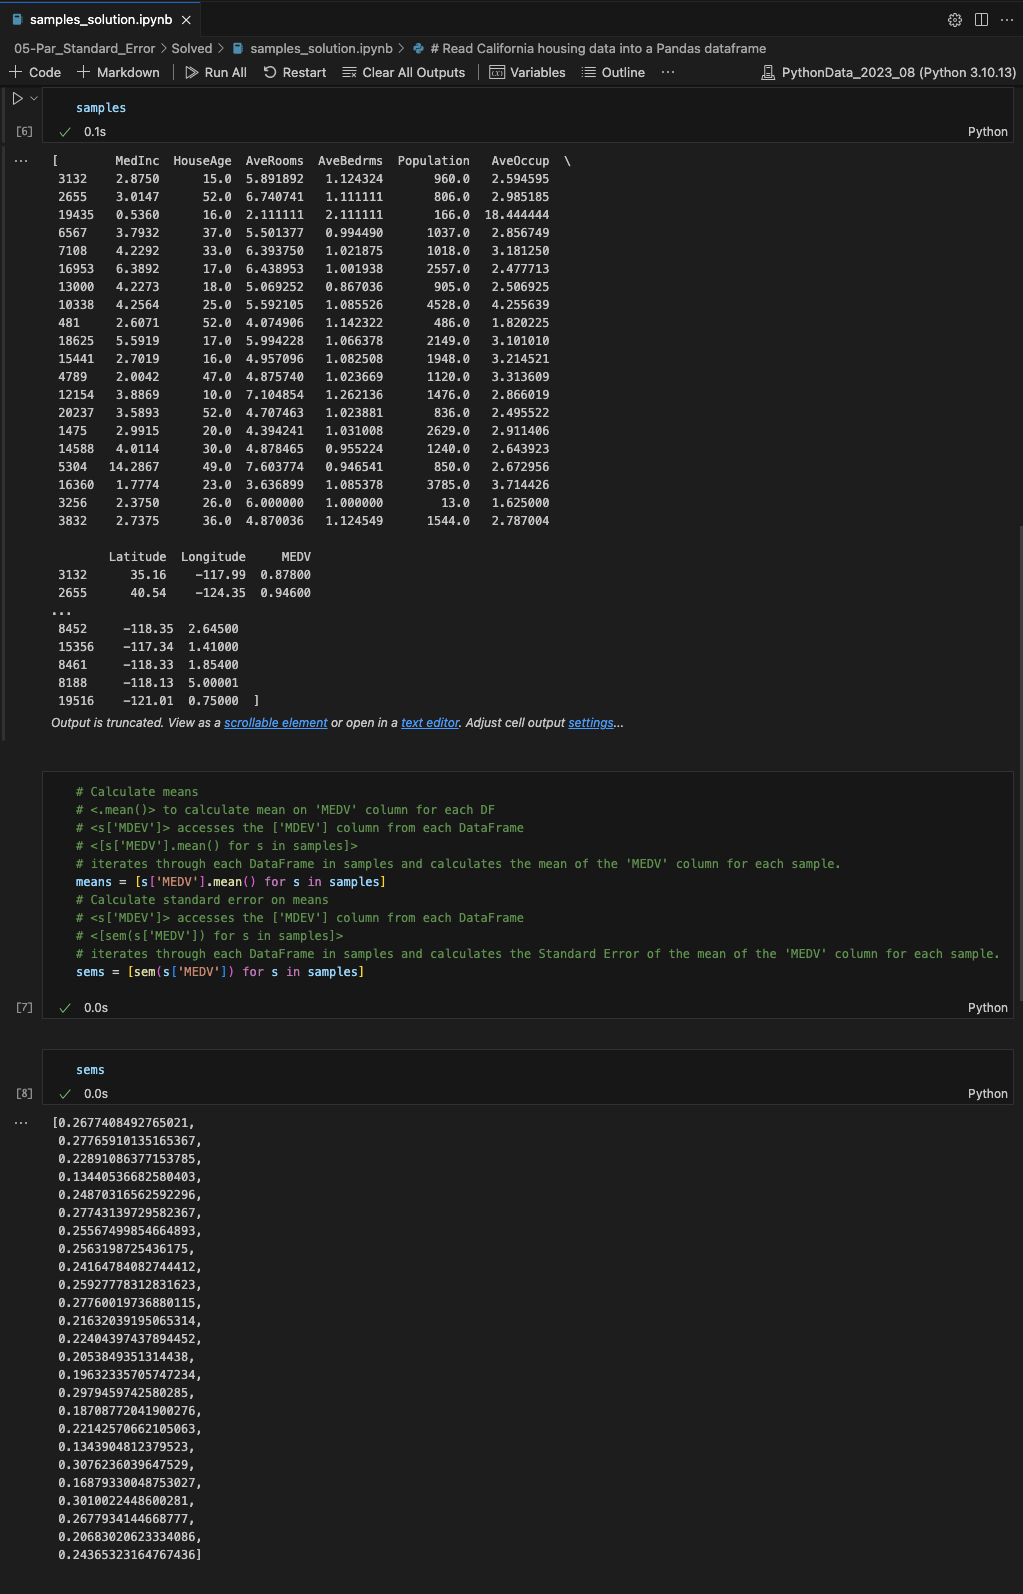 samples_solution.ipynb
05-Par_Standard_Error > Solved > samples_solution.ipynb > # Read California housing data into a Pandas dataframe
+ Code + Markdown | Run All Restart Clear All Outputs | Variables Outline ... PythonData_2023_08 (Python 3.10.13)
samples
[6] 0.1s Python
[ MedInc HouseAge AveRooms AveBedrms Population AveOccup \
3132 2.8750 15.0 5.891892 1.124324 960.0 2.594595
2655 3.0147 52.0 6.740741 1.111111 806.0 2.985185
19435 0.5360 16.0 2.111111 2.111111 166.0 18.444444
6567 3.7932 37.0 5.501377 0.994490 1037.0 2.856749
7108 4.2292 33.0 6.393750 1.021875 1018.0 3.181250
16953 6.3892 17.0 6.438953 1.001938 2557.0 2.477713
13000 4.2273 18.0 5.069252 0.867036 905.0 2.506925
10338 4.2564 25.0 5.592105 1.085526 4528.0 4.255639
481 2.6071 52.0 4.074906 1.142322 486.0 1.820225
18625 5.5919 17.0 5.994228 1.066378 2149.0 3.101010
15441 2.7019 16.0 4.957096 1.082508 1948.0 3.214521
4789 2.0042 47.0 4.875740 1.023669 1120.0 3.313609
12154 3.8869 10.0 7.104854 1.262136 1476.0 2.866019
20237 3.5893 52.0 4.707463 1.023881 836.0 2.495522
1475 2.9915 20.0 4.394241 1.031008 2629.0 2.911406
14588 4.0114 30.0 4.878465 0.955224 1240.0 2.643923
5304 14.2867 49.0 7.603774 0.946541 850.0 2.672956
16360 1.7774 23.0 3.636899 1.085378 3785.0 3.714426
3256 2.3750 26.0 6.000000 1.000000 13.0 1.625000
3832 2.7375 36.0 4.870036 1.124549 1544.0 2.787004
Latitude Longitude MEDV
3132 35.16 -117.99 0.87800
2655 40.54 -124.35 0.94600
...
8452 -118.35 2.64500
15356 -117.34 1.41000
8461 -118.33 1.85400
8188 -118.13 5.00001
19516 -121.01 0.75000 ]
Output is truncated. View as a scrollable element or open in a text editor. Adjust cell output settings...
# Calculate means
# <.mean()> to calculate mean on 'MEDV' column for each DF
# <s['MDEV']> accesses the ['MDEV'] column from each DataFrame
# <[s['MEDV'].mean() for s in samples]>
# iterates through each DataFrame in samples and calculates the mean of the 'MEDV' column for each sample.
means = [s['MEDV'].mean() for s in samples]
# Calculate standard error on means
# <s['MDEV']> accesses the ['MDEV'] column from each DataFrame
# <[sem(s['MEDV']) for s in samples]>
# iterates through each DataFrame in samples and calculates the Standard Error of the mean of the 'MEDV' column for each sample.
sems = [sem(s['MEDV']) for s in samples]
[7] 0.0s Python
sems
[8] 0.0s Python
[0.2677408492765021,
0.27765910135165367,
0.22891086377153785,
0.13440536682580403,
0.24870316562592296,
0.27743139729582367,
0.25567499854664893,
0.2563198725436175,
0.24164784082744412,
0.25927778312831623,
0.27760019736880115,
0.21632039195065314,
0.22404397437894452,
0.2053849351314438,
0.19632335705747234,
0.2979459742580285,
0.18708772041900276,
0.22142570662105063,
0.1343904812379523,
0.3076236039647529,
0.16879330048753027,
0.3010022448600281,
0.2677934144668777,
0.20683020623334086,
0.24365323164767436]